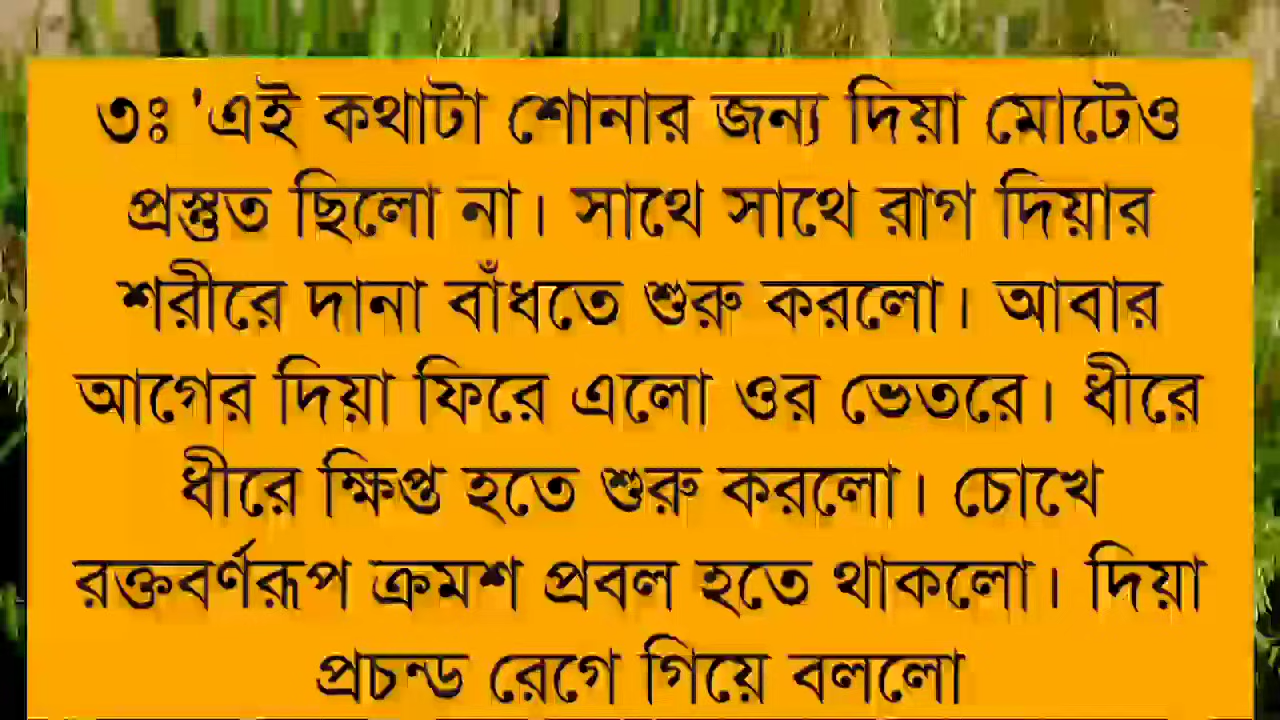 ৩ঃ 'এই কথাটা শোনার জন্য দিয়া মোটেও
প্রস্তুত ছিলো না। সাথে সাথে রাগ দিয়ার
শরীরে দানা বাঁধতে শুরু করলো। আবার
আগের দিয়া ফিরে এলো ওর ভেতরে। ধীরে
ধীরে ক্ষিপ্ত হতে শুরু করলো। চোখে
রক্তবর্ণরূপ ক্রমশ প্রবল হতে থাকলো। দিয়া
প্রচন্ড রেগে গিয়ে বললো